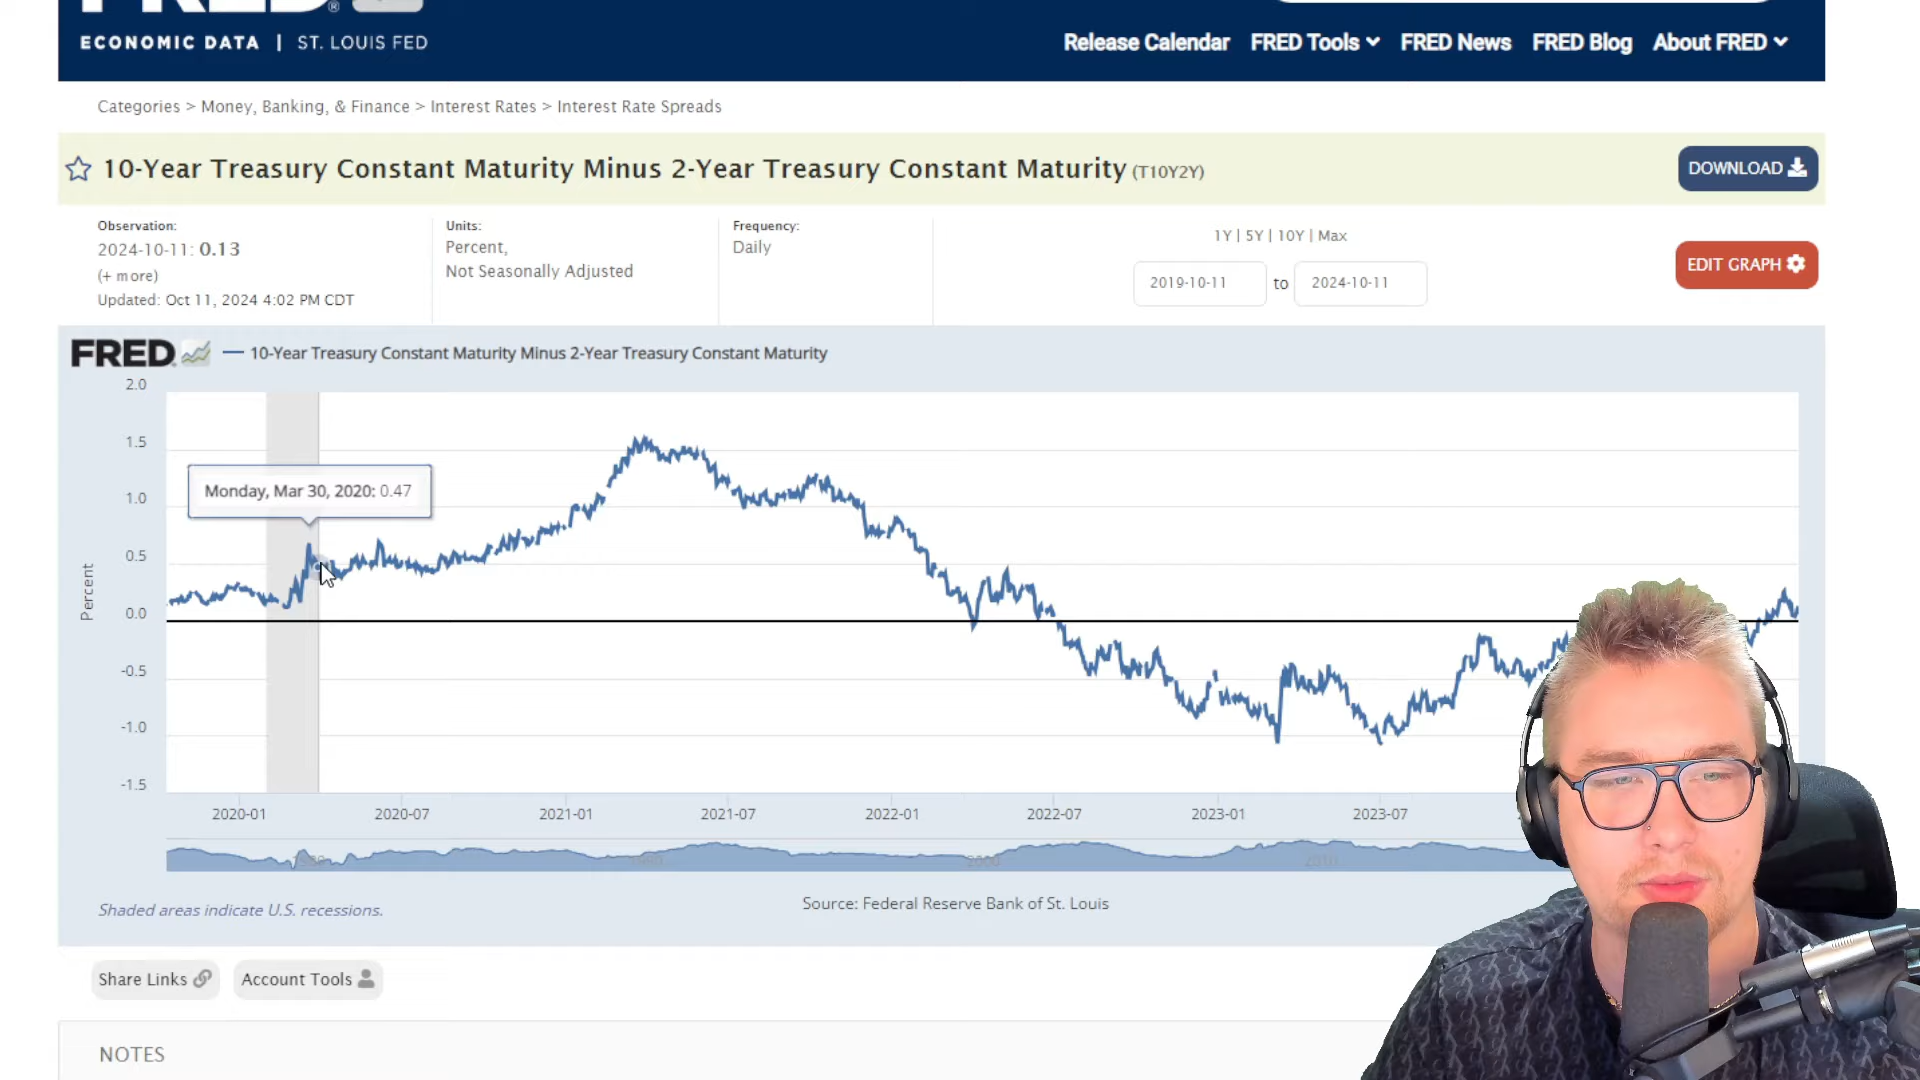 FRED®
ECONOMIC DATA | ST. LOUIS FED
Release Calendar FRED Tools FRED News FRED Blog About FRED
Categories > Money, Banking, & Finance > Interest Rates > Interest Rate Spreads
10-Year Treasury Constant Maturity Minus 2-Year Treasury Constant Maturity (T10Y2Y)
DOWNLOAD
Observation:
2024-10-11: 0.13
(+ more)
Updated: Oct 11, 2024 4:02 PM CDT
Units:
Percent,
Not Seasonally Adjusted
Frequency:
Daily
1Y | 5Y | 10Y | Max
2019-10-11 to 2024-10-11
EDIT GRAPH
FRED 10-Year Treasury Constant Maturity Minus 2-Year Treasury Constant Maturity
2.0
1.5
1.0
0.5
0.0
-0.5
-1.0
-1.5
Percent
Monday, Mar 30, 2020: 0.47
2020-01 2020-07 2021-01 2021-07 2022-01 2022-07 2023-01 2023-07
1980 1990 2000 2010
Shaded areas indicate U.S. recessions.
Source: Federal Reserve Bank of St. Louis
Share Links
Account Tools
NOTES